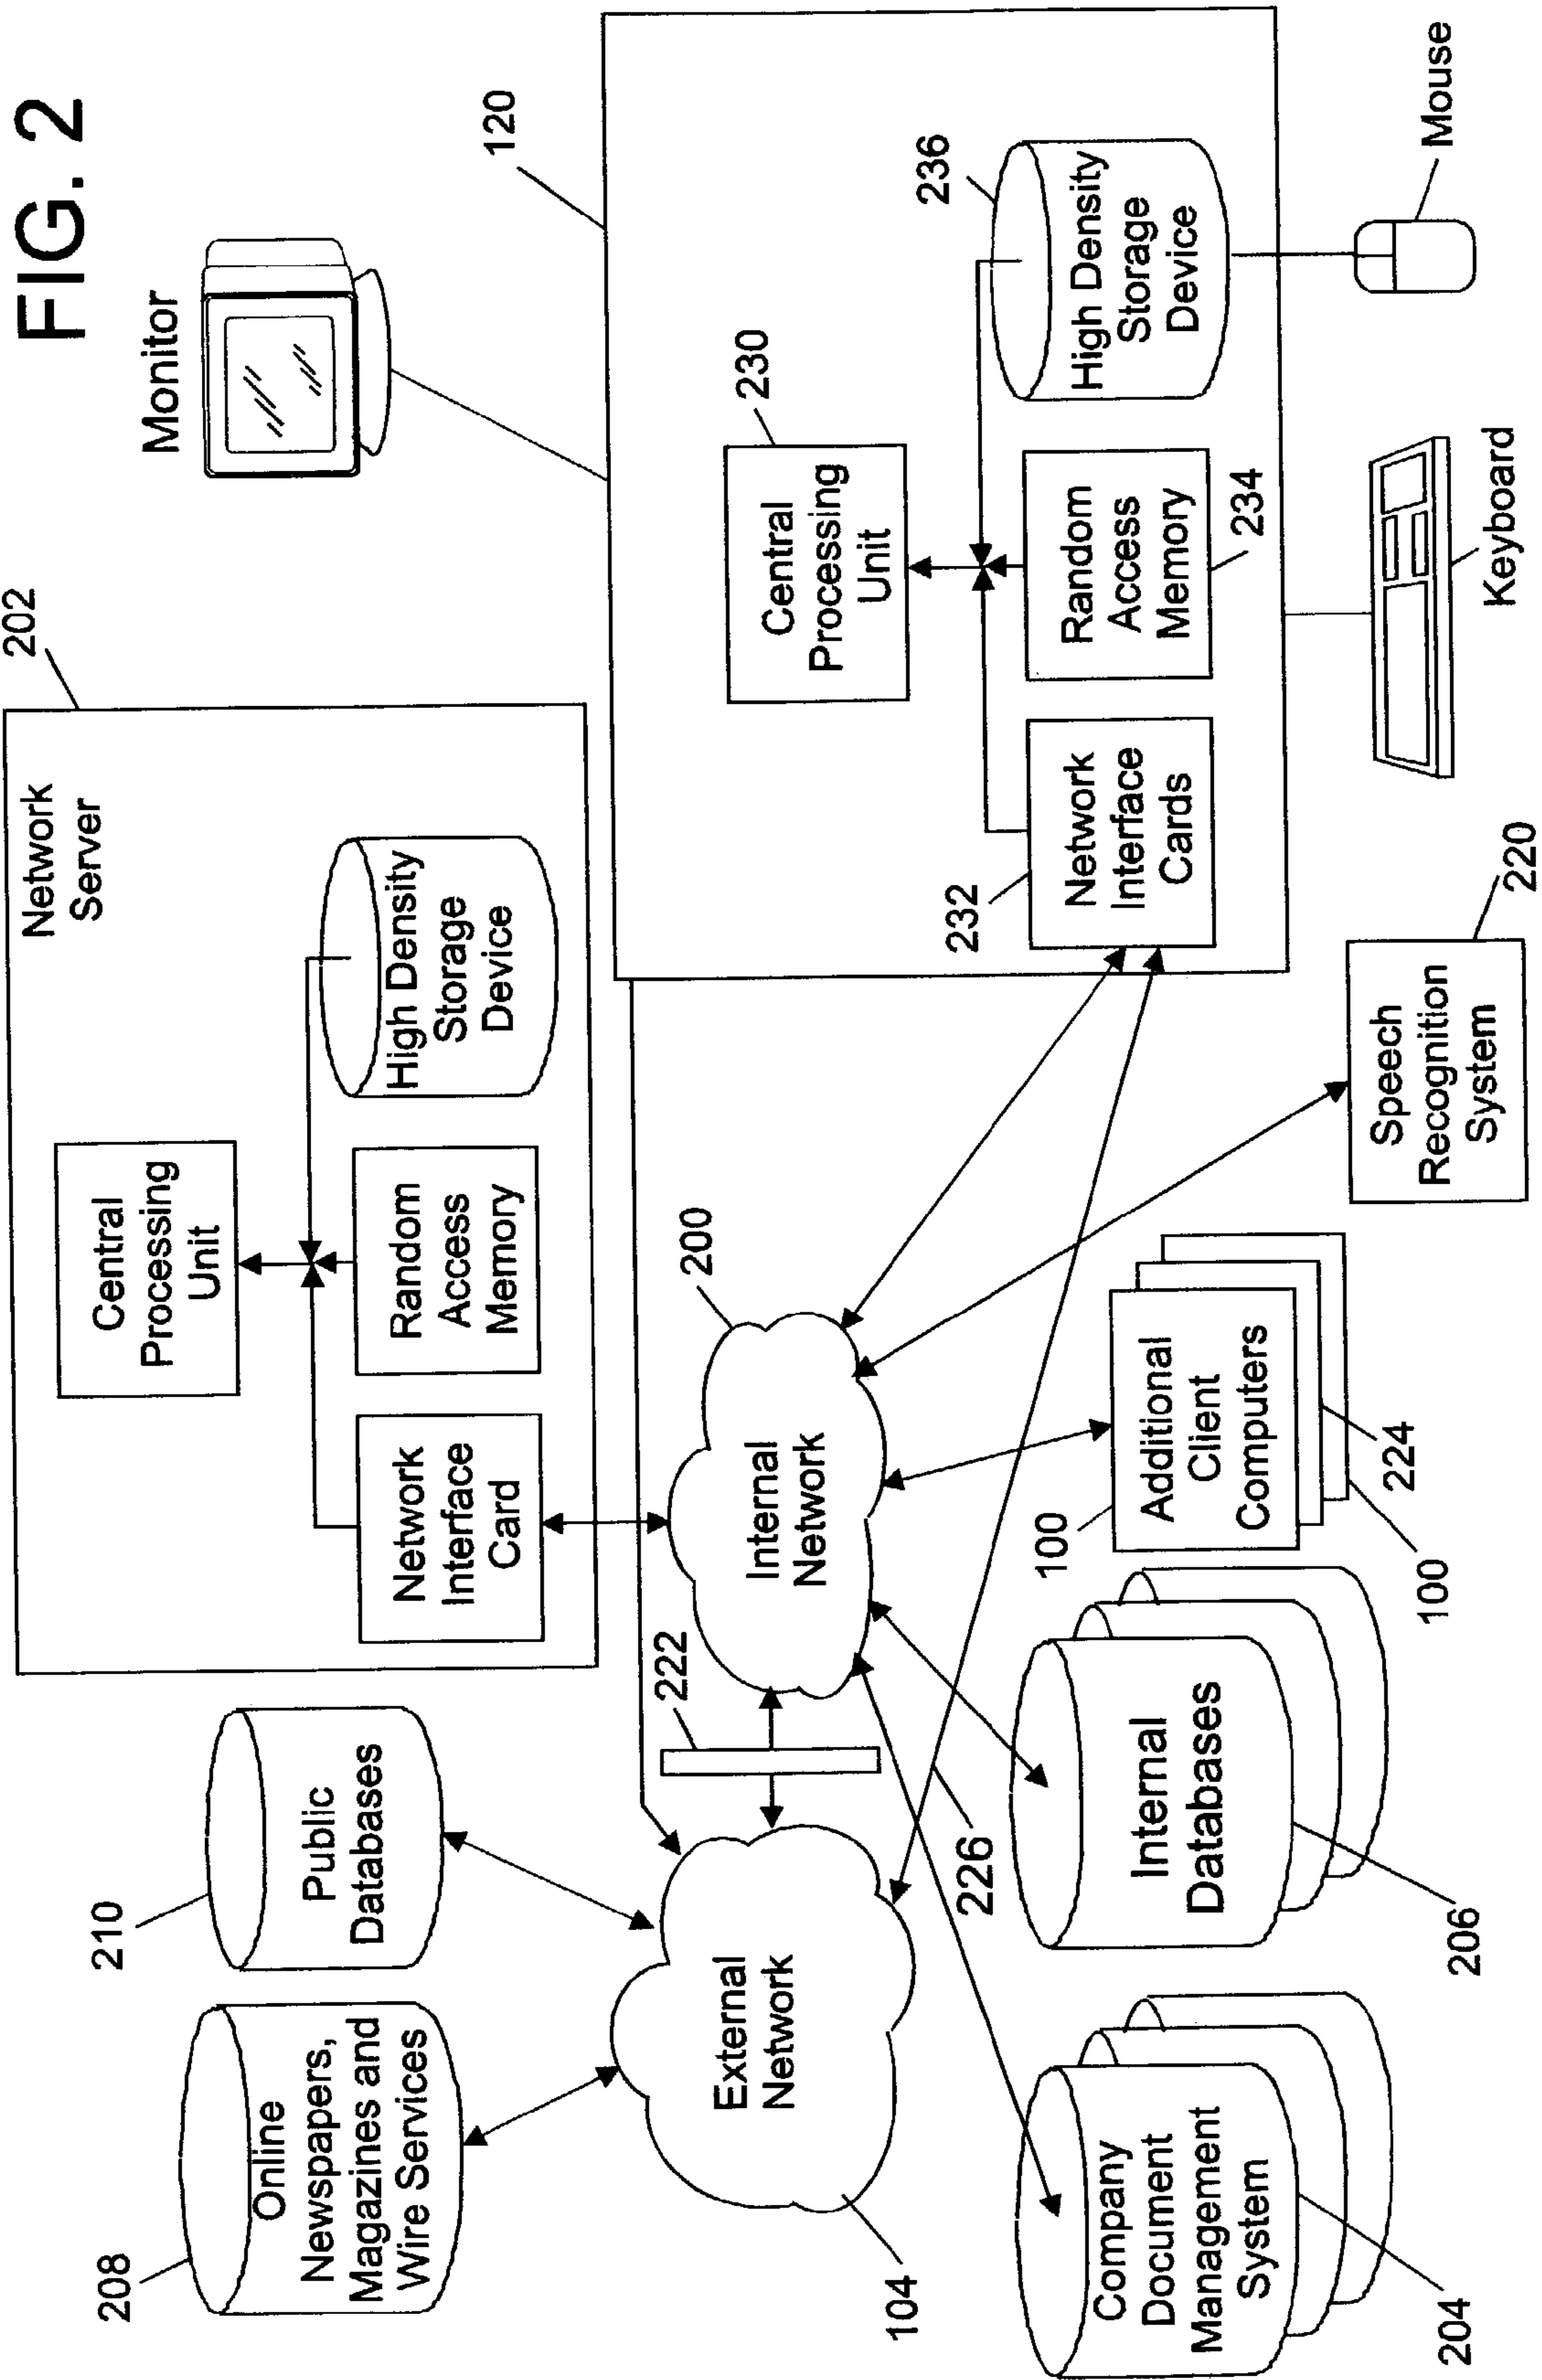 FIG. 2
Monitor
202
Network
Server
Central
Processing
Unit
Network
Interface
Card
Random
Access
Memory
High Density
Storage
Device
120
Central
Processing
Unit
230
232
Network
Interface
Cards
Random
Access
Memory
234
236
High Density
Storage
Device
Mouse
Keyboard
208
Online
Newspapers,
Magazines and
Wire Services
210
Public
Databases
External
Network
104
222
Internal
Network
200
226
Company
Document
Management
System
204
Internal
Databases
206
100
Additional
Client
Computers
100
224
Speech
Recognition
System
220